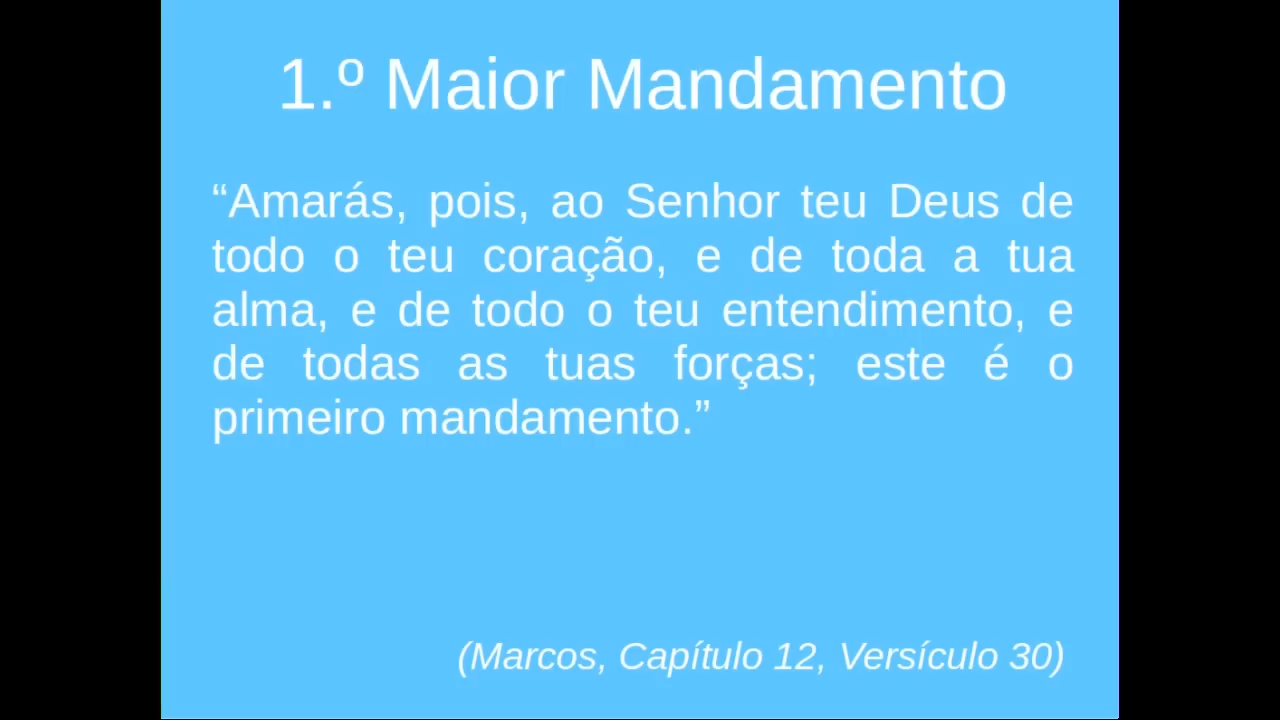 1.º Maior Mandamento
“Amarás, pois, ao Senhor teu Deus de
todo o teu coração, e de toda a tua
alma, e de todo o teu entendimento, e
de todas as tuas forças; este é o
primeiro mandamento.”
(Marcos, Capítulo 12, Versículo 30)